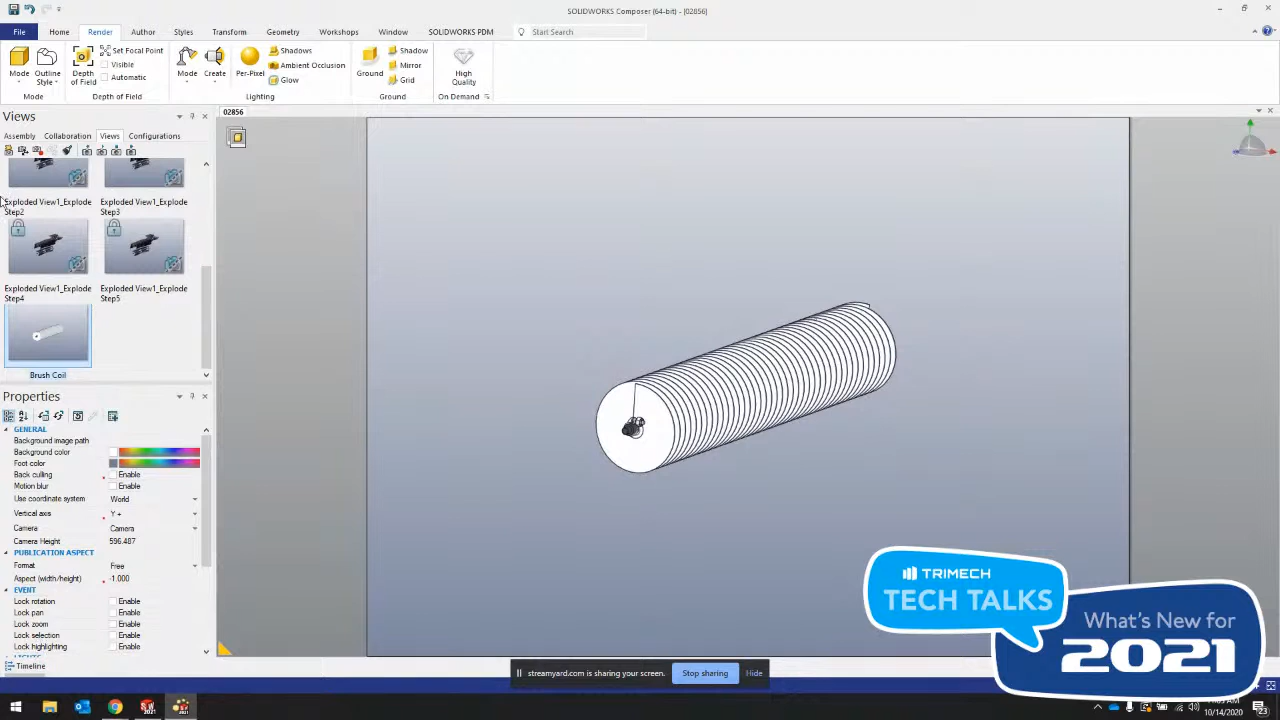 SOLIDWORKS Composer (64-bit) - (02856)
File Home Render Author Styles Transform Geometry Workshops Window SOLIDWORKS PDM Start Search
Set Focal Point
Visible
Automatic
Mode Outline Style
Depth of Field
Mode Create Per-Pixel
Shadows
Ambient Occlusion
Glow
Ground
Shadow
Mirror
Grid
High Quality
Mode Depth of Field Lighting Ground On Demand
Views
02856
Assembly Collaboration Views Configurations
Exploded View1_Explode Exploded View1_Explode
Step2 Step3
Exploded View1_Explode Exploded View1_Explode
Step4 Step5
Brush Coil
Properties
GENERAL
Background image path
Background color
Foot color
Back culling Enable
Motion blur Enable
Use coordinate system World
Vertical axis Y +
Camera Camera
Camera Height 596.487
PUBLICATION ASPECT
Format Free
Aspect (width/height) -1.000
EVENT
Lock rotation Enable
Lock pan Enable
Lock zoom Enable
Lock selection Enable
Lock highlighting Enable
Timeline
TRIMECH
TECH TALKS
What's New for
2021
streamyard.com is sharing your screen. Stop sharing Hide
10/14/2020
23